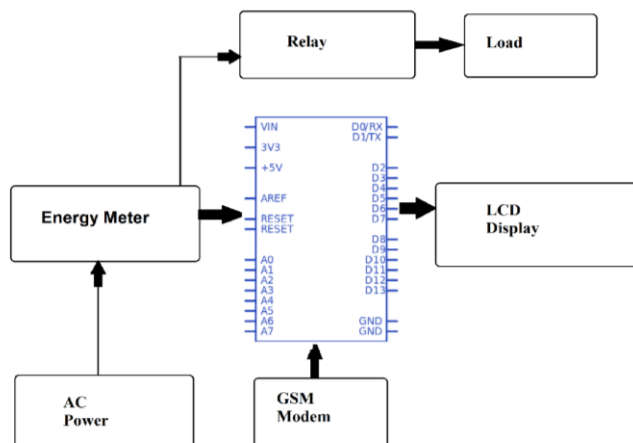 Relay
Load
VIN
3V3
+5V
AREF
RESET
RESET
A0
A1
A2
A3
A4
A5
A6
A7
D0/RX
D1/TX
D2
D3
D4
D5
D6
D7
D8
D9
D10
D11
D12
D13
GND
GND
Energy Meter
LCD
Display
AC
Power
GSM
Modem